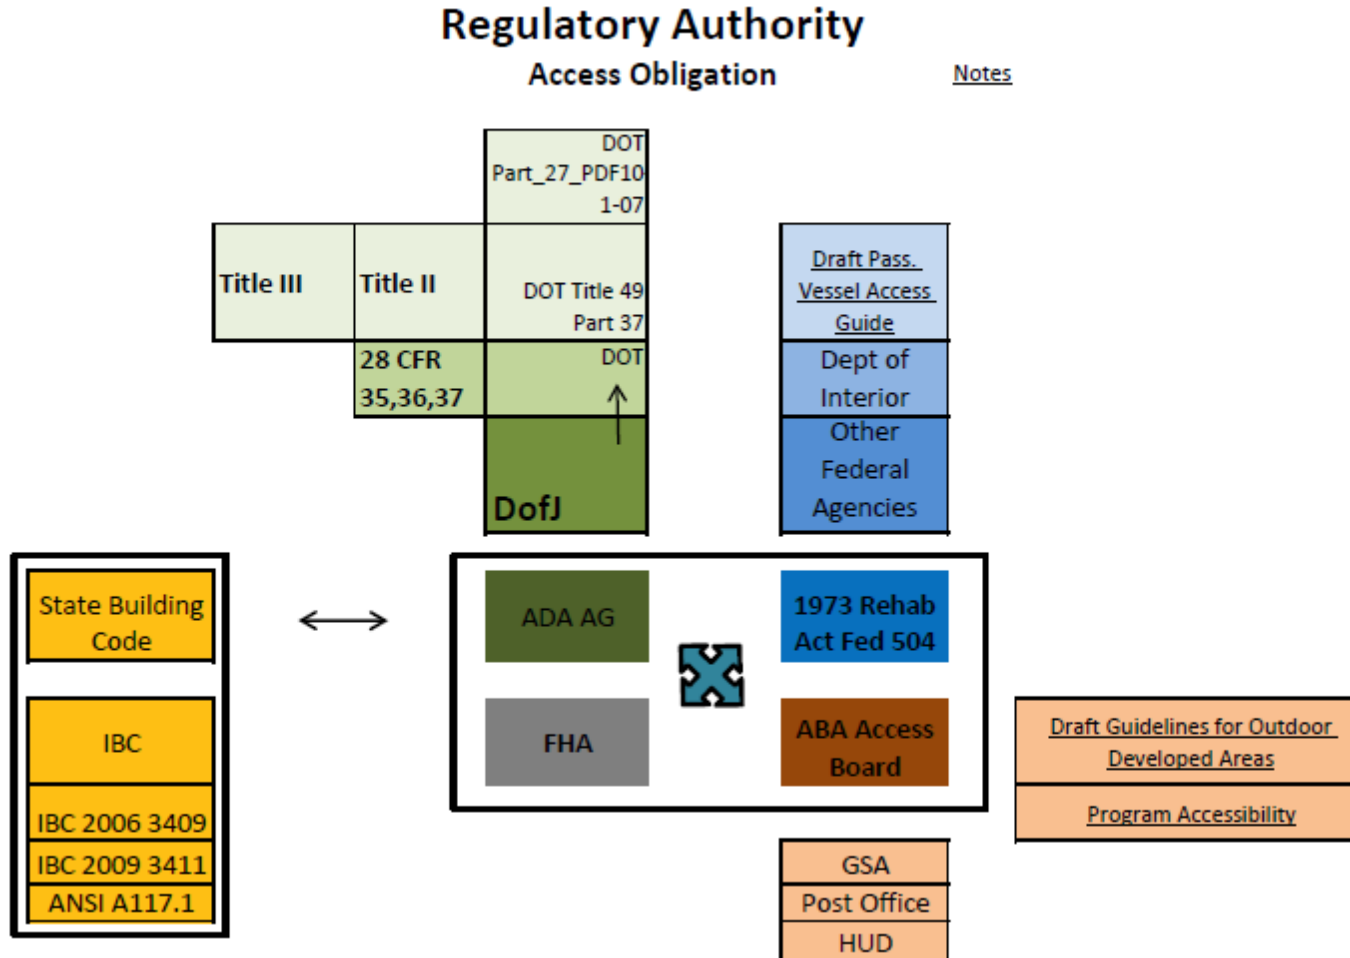 Regulatory Authority
Access Obligation
Notes
DOT
Part_27_PDF10
1-07
Title III
Title II
DOT Title 49
Part 37
Draft Pass.
Vessel Access
Guide
28 CFR
35,36,37
DOT
Dept of
Interior
DofJ
Other
Federal
Agencies
State Building
Code
ADA AG
1973 Rehab
Act Fed 504
IBC
FHA
ABA Access
Board
Draft Guidelines for Outdoor
Developed Areas
IBC 2006 3409
Program Accessibility
IBC 2009 3411
GSA
ANSI A117.1
Post Office
HUD